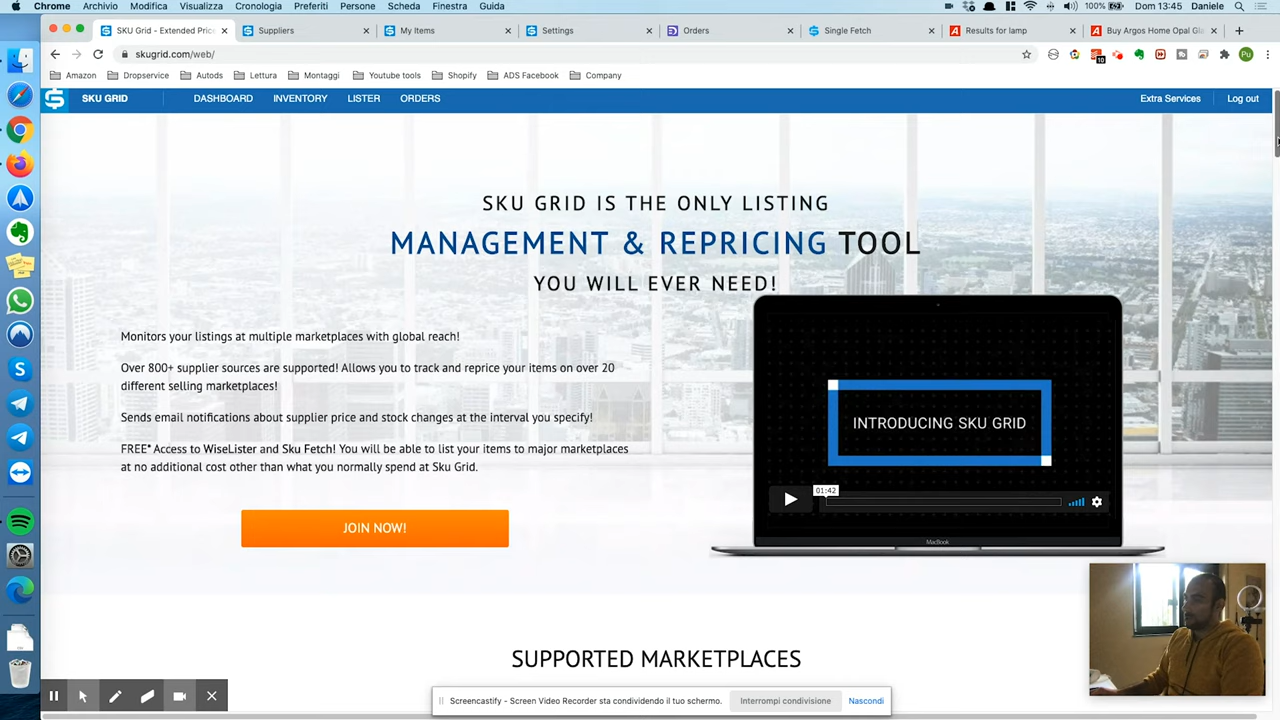 Chrome Archivio Modifica Visualizza Cronologia Preferiti Persone Scheda Finestra Guida 100% Dom 13:45 Daniele
SKU Grid - Extended Price
Suppliers
My Items
Settings
Orders
Single Fetch
Results for lamp
Buy Argos Home Opal Gl
skugrid.com/web/
10
Pu
Amazon Dropservice Autods Lettura Montaggi Youtube tools Shopify ADS Facebook Company
SKU GRID DASHBOARD INVENTORY LISTER ORDERS Extra Services Log out
SKU GRID IS THE ONLY LISTING
MANAGEMENT & REPRICING TOOL
YOU WILL EVER NEED!
Monitors your listings at multiple marketplaces with global reach!
Over 800+ supplier sources are supported! Allows you to track and reprice your items on over 20
different selling marketplaces!
Sends email notifications about supplier price and stock changes at the interval you specify!
FREE* Access to WiseLister and Sku Fetch! You will be able to list your items to major marketplaces
at no additional cost other than what you normally spend at Sku Grid.
JOIN NOW!
INTRODUCING SKU GRID
01:42
MacBook
SUPPORTED MARKETPLACES
Screencastify - Screen Video Recorder sta condividendo il tuo schermo. Interrompi condivisione Nascondi